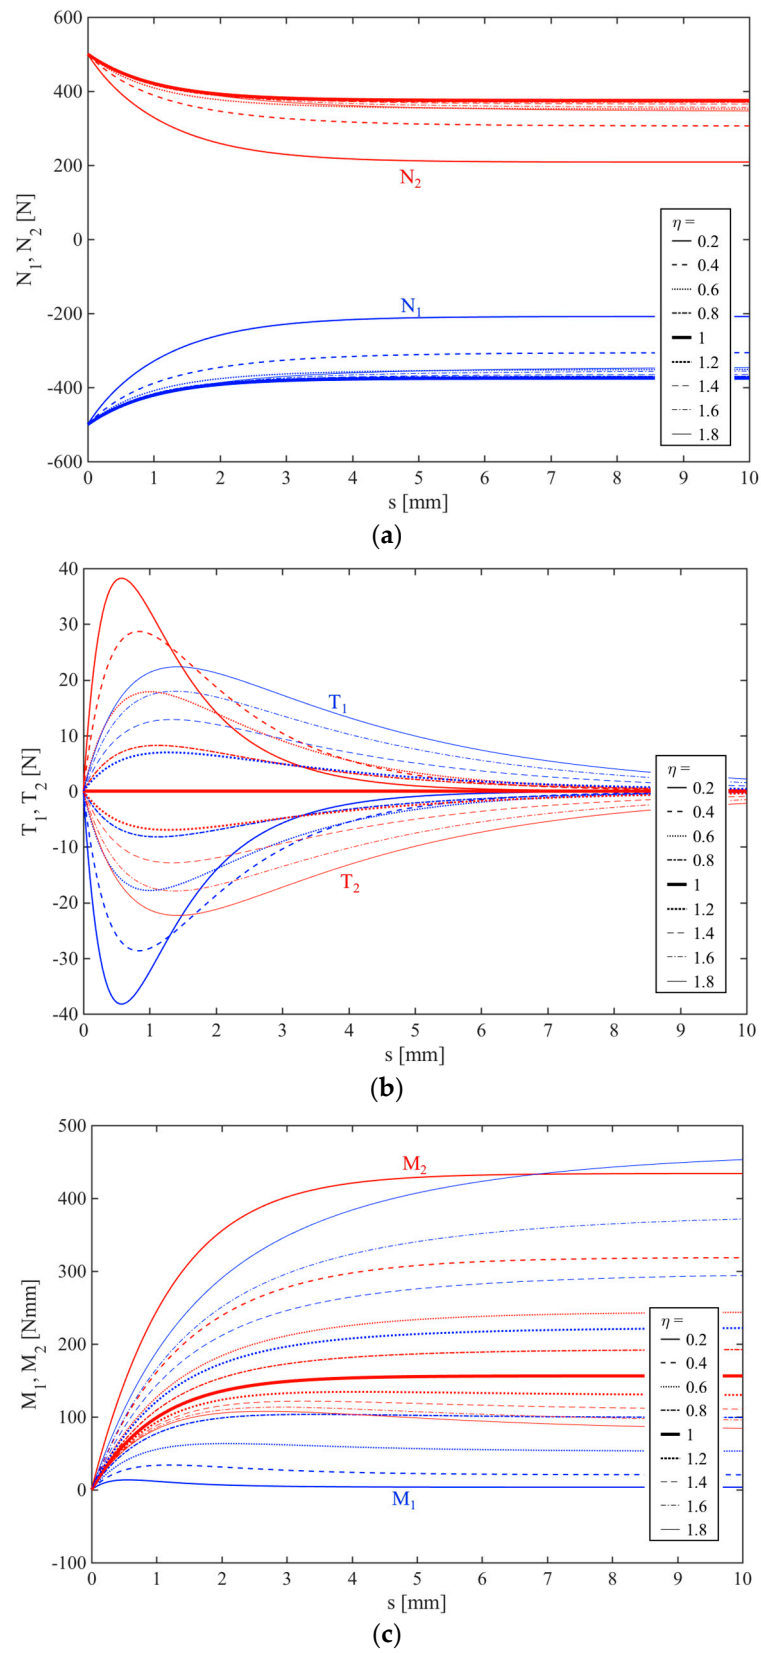 600
400
200
0
-200
-400
-600
N1, N2 [N]
N2
N1
η =
0.2
0.4
0.6
0.8
1
1.2
1.4
1.6
1.8
0 1 2 3 4 5 6 7 8 9 10
s [mm]
(a)
40
30
20
10
0
-10
-20
-30
-40
T1, T2 [N]
T1
T2
η =
0.2
0.4
0.6
0.8
1
1.2
1.4
1.6
1.8
0 1 2 3 4 5 6 7 8 9 10
s [mm]
(b)
500
400
300
200
100
0
-100
M1, M2 [Nmm]
M2
M1
η =
0.2
0.4
0.6
0.8
1
1.2
1.4
1.6
1.8
0 1 2 3 4 5 6 7 8 9 10
s [mm]
(c)